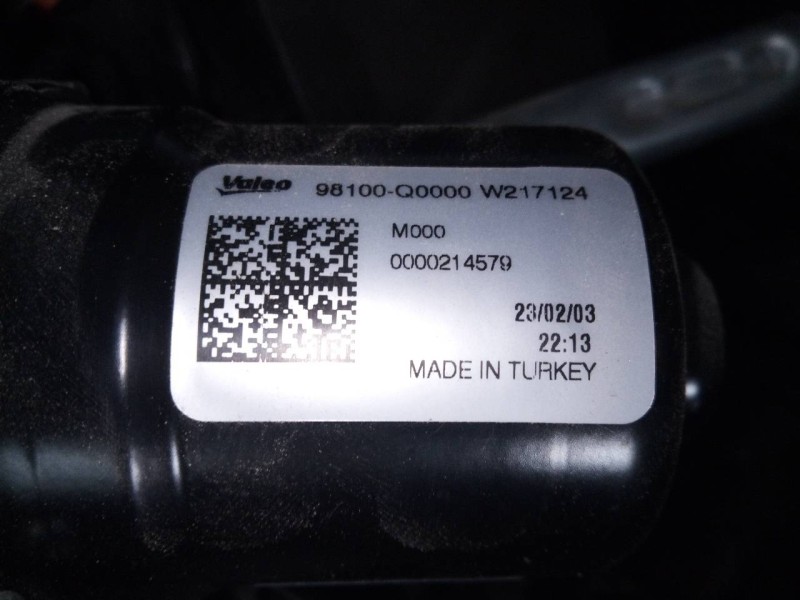 Valeo 98100-Q0000 W217124
M000
0000214579
23/02/03
22:13
MADE IN TURKEY